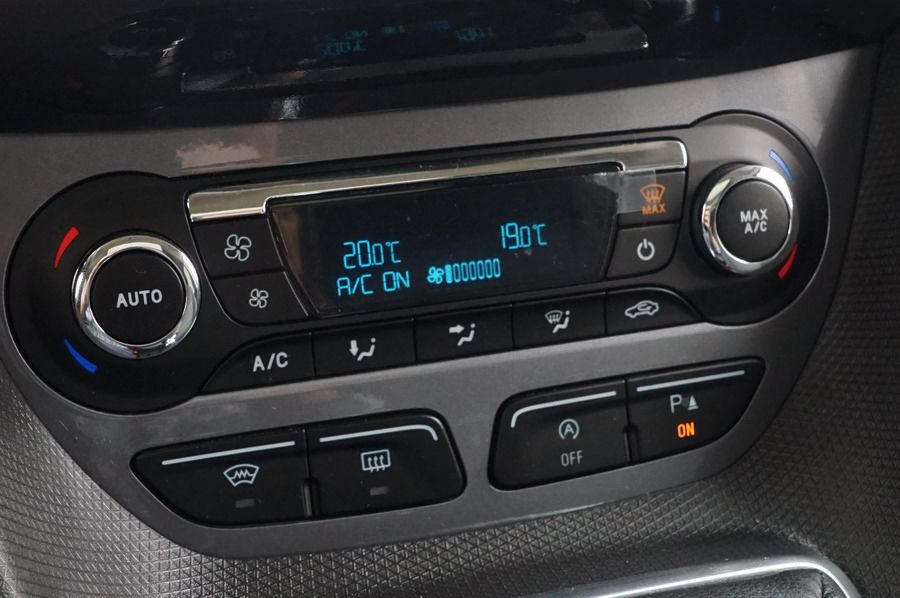 MAX
MAX
A/C
20.0°C
19.0°C
A/C ON
AUTO
A/C
P
OFF
ON